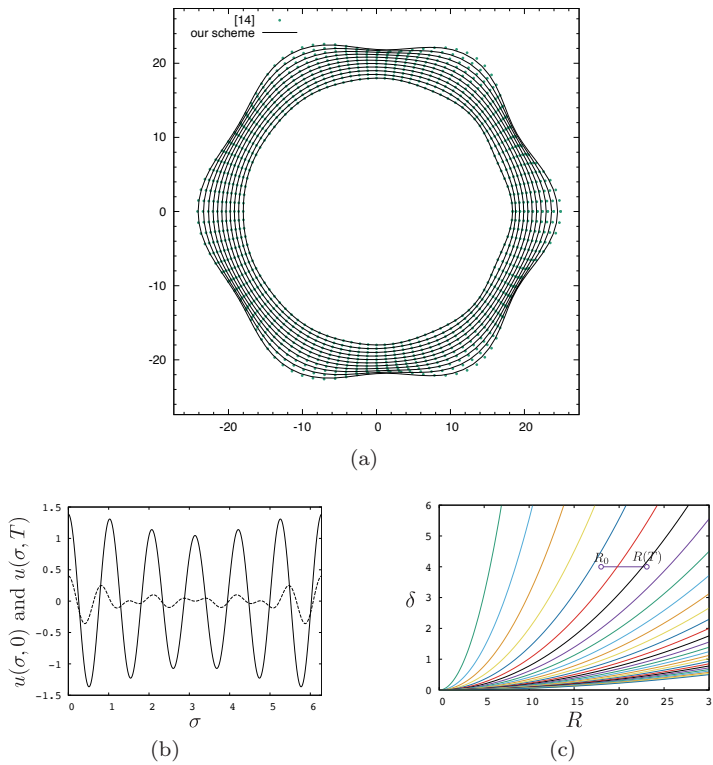 [14]
our scheme
20
10
0
-10
-20
-20 -10 0 10 20
(a)
u(σ, 0) and u(σ, T)
1.5
1
0.5
0
-0.5
-1
-1.5
0 1 2 3 4 5 6
σ
(b)
δ
6
5
4
3
2
1
0
R₀ R(T)
0 5 10 15 20 25 30
R
(c)